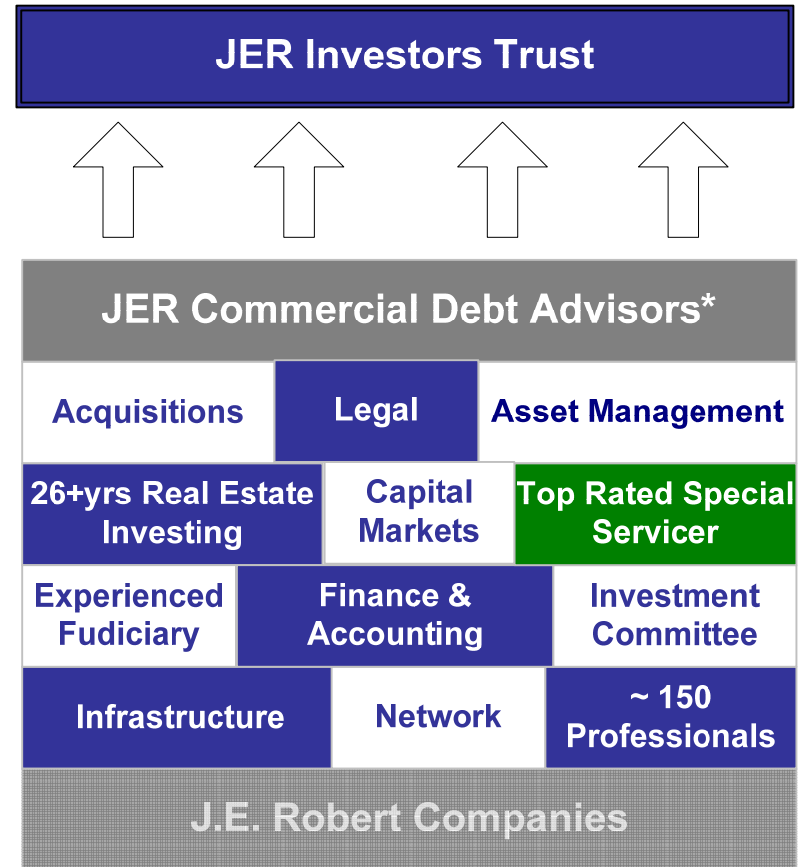 JER Investors Trust
JER Commercial Debt Advisors*
Acquisitions
Legal
Asset Management
26+yrs Real Estate
Investing
Capital
Markets
Top Rated Special
Servicer
Experienced
Fudiciary
Finance &
Accounting
Investment
Committee
Infrastructure
Network
~ 150
Professionals
J.E. Robert Companies